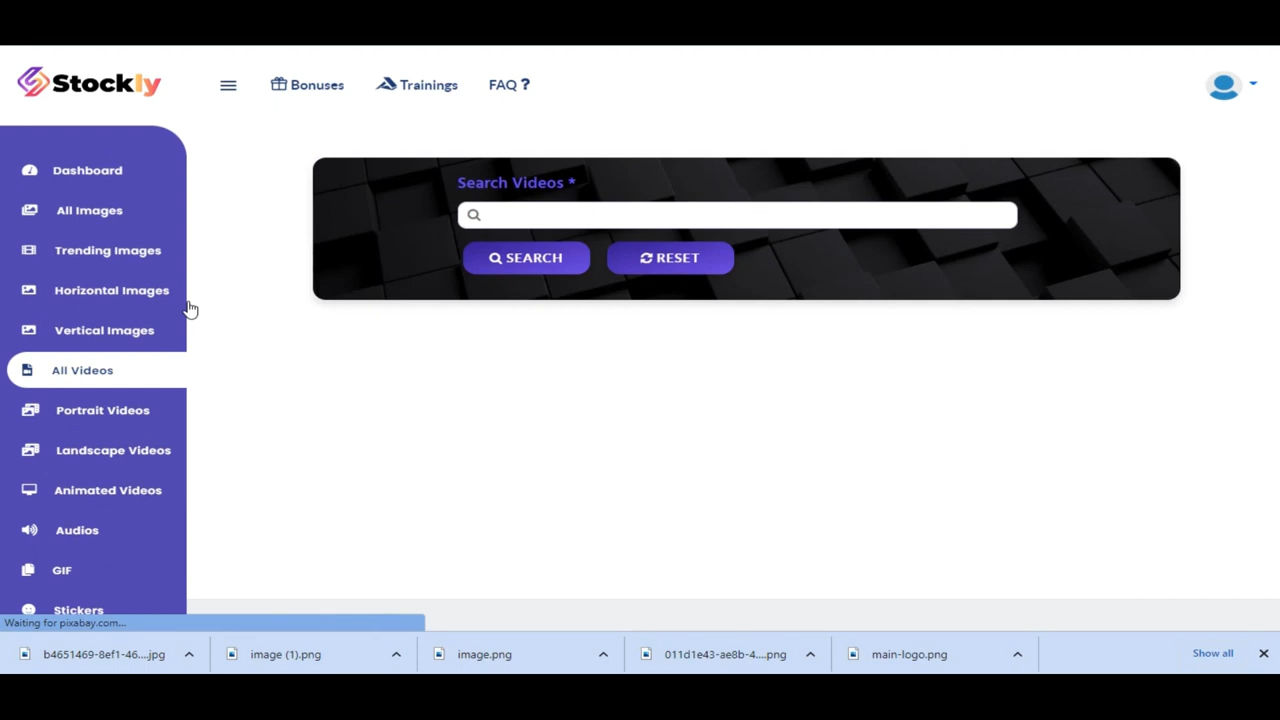 Stockly
Bonuses
Trainings
FAQ ?
Dashboard
All Images
Trending Images
Horizontal Images
Vertical Images
All Videos
Portrait Videos
Landscape Videos
Animated Videos
Audios
GIF
Stickers
Search Videos *
SEARCH
RESET
Waiting for pixabay.com...
b4651469-8ef1-46....jpg
image (1).png
image.png
011d1e43-ae8b-4....png
main-logo.png
Show all